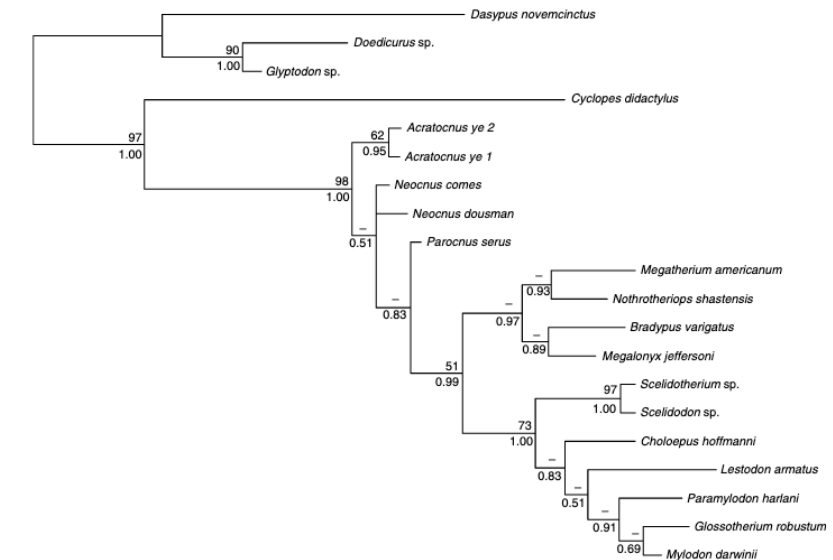 Dasypus novemcinctus
90
Doedicurus sp.
1.00
Glyptodon sp.
Cyclopes didactylus
97
1.00
62
Acratocnus ye 2
0.95
Acratocnus ye 1
98
1.00
Neocnus comes
–
0.51
Neocnus dousman
Parocnus serus
–
0.83
–
0.93
Megatherium americanum
Nothrotheriops shastensis
–
0.97
–
0.89
Bradypus varigatus
Megalonyx jeffersoni
51
0.99
97
1.00
Scelidotherium sp.
Scelidodon sp.
73
1.00
Choloepus hoffmanni
–
0.83
Lestodon armatus
–
0.51
Paramylodon harlani
–
0.91
Glossotherium robustum
–
0.69
Mylodon darwinii